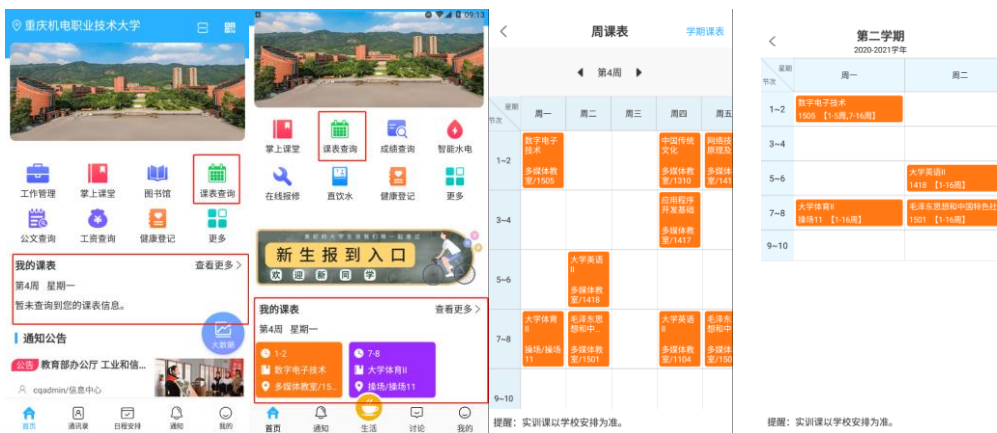 重庆机电职业技术大学
工作管理
掌上课堂
图书馆
课表查询
公文查询
工资查询
健康登记
更多
我的课表
查看更多>
第4周 星期一
暂未查询到您的课表信息。
大数据
通知公告
公告
教育部办公厅 工业和信...
cqadmin/信息中心
首页
通讯录
日程安排
通知
我的
09:13
掌上课堂
课表查询
成绩查询
智能水电
在线报修
直饮水
健康登记
更多
新生报到入口
欢迎新同学
我的课表
查看更多>
第4周 星期一
1-2
数字电子技术
多媒体教室/15...
7-8
大学体育II
操场/操场11
首页
通知
生活
讨论
我的
周课表
学期课表
第4周
星期
节次
周一
周二
周三
周四
周五
1~2
数字电子
技术
多媒体教
室/1505
中国传统
文化
多媒体教
室/1310
网络技
原理及
多媒体
室/141
3~4
应用程序
开发基础
多媒体教
室/1417
5~6
大学英语
II
多媒体教
室/1418
7~8
大学体育
II
操场/操场
11
毛泽东思
想和中...
多媒体教
室/1501
大学英语
II
多媒体教
室/1104
毛泽东
想和中
多媒体
室/150
9~10
提醒：实训课以学校安排为准。
第二学期
2020-2021学年
星期
节次
周一
周二
1~2
数字电子技术
1505 【1-5周,7-16周】
3~4
5~6
大学英语II
1418 【1-16周】
7~8
大学体育II
操场11 【1-16周】
毛泽东思想和中国特色社
1501 【1-16周】
9~10
提醒：实训课以学校安排为准。